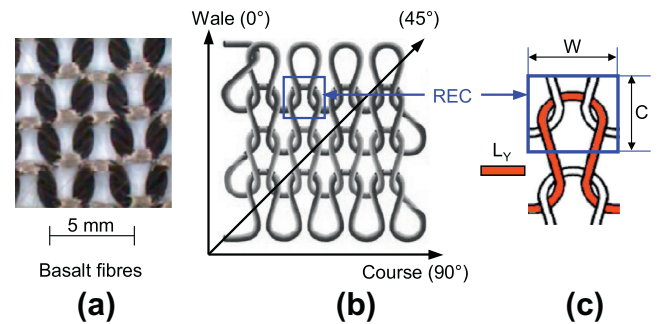 Wale (0°)
(45°)
W
REC
C
L_Y
5 mm
Basalt fibres
Course (90°)
(a)
(b)
(c)